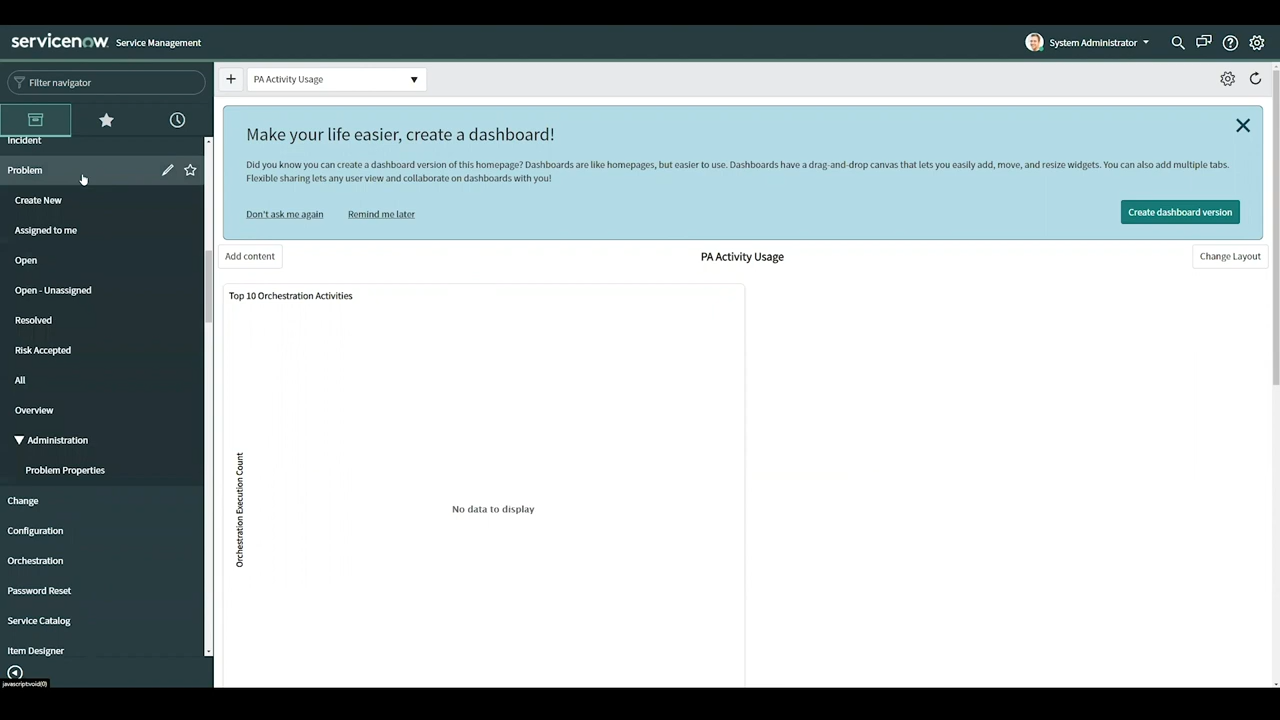 servicenow Service Management
System Administrator
Filter navigator
PA Activity Usage
Incident
Problem
Create New
Assigned to me
Open
Open - Unassigned
Resolved
Risk Accepted
All
Overview
Administration
Problem Properties
Change
Configuration
Orchestration
Password Reset
Service Catalog
Item Designer
javascript:void(0)
Make your life easier, create a dashboard!
Did you know you can create a dashboard version of this homepage? Dashboards are like homepages, but easier to use. Dashboards have a drag-and-drop canvas that lets you easily add, move, and resize widgets. You can also add multiple tabs.
Flexible sharing lets any user view and collaborate on dashboards with you!
Don't ask me again
Remind me later
Create dashboard version
Add content
PA Activity Usage
Change Layout
Top 10 Orchestration Activities
Orchestration Execution Count
No data to display